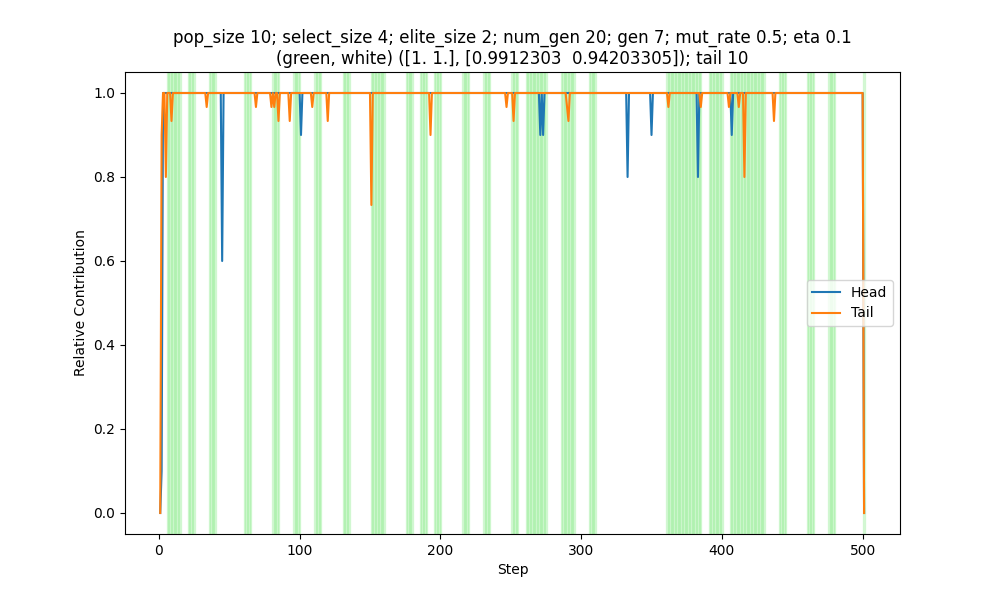 pop_size 10; select_size 4; elite_size 2; num_gen 20; gen 7; mut_rate 0.5; eta 0.1
(green, white) ([1. 1.], [0.9912303  0.94203305]); tail 10
Relative Contribution
1.0
0.8
0.6
0.4
0.2
0.0
Head
Tail
0 100 200 300 400 500
Step